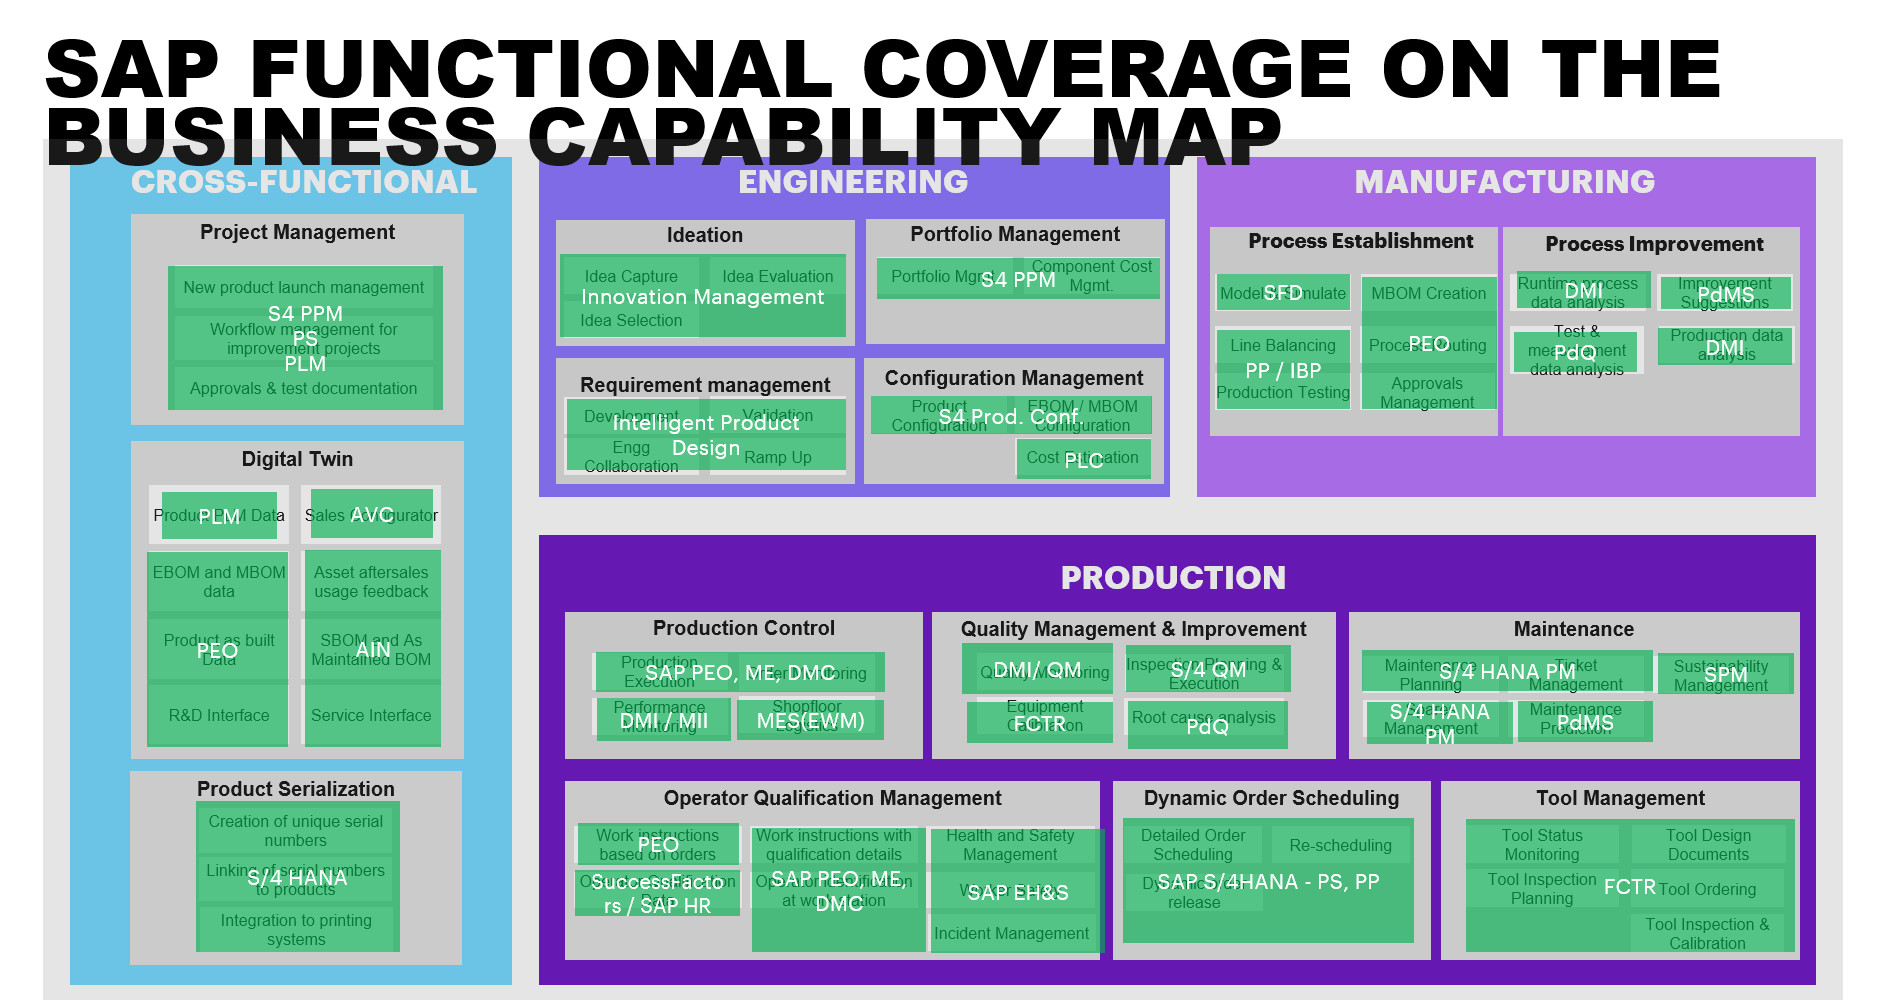 SAP FUNCTIONAL COVERAGE ON THE
BUSINESS CAPABILITY MAP
CROSS-FUNCTIONAL
Project Management
New product launch management
S4 PPM
Workflow management for
improvement projects
PS
PLM
Approvals & test documentation
Digital Twin
Product PLM Data
PLM
Sales Configurator
AVC
EBOM and MBOM
data
Asset aftersales
usage feedback
Product as built
Data
PEO
SBOM and As
Maintained BOM
AIN
R&D Interface
Service Interface
Product Serialization
Creation of unique serial
numbers
Linking of serial numbers
to products
S/4 HANA
Integration to printing
systems
ENGINEERING
Ideation
Idea Capture
Idea Evaluation
Innovation Management
Idea Selection
Portfolio Management
Portfolio Mgmt.
Component Cost
Mgmt.
S4 PPM
Requirement management
Development
Validation
Intelligent Product
Design
Engg
Collaboration
Ramp Up
Configuration Management
Product
Configuration
EBOM / MBOM
Configuration
S4 Prod. Conf.
Cost Estimation
PLC
MANUFACTURING
Process Establishment
Model & Simulate
SFD
MBOM Creation
Line Balancing
PP / IBP
Production Testing
Process Routing
PEO
Approvals
Management
Process Improvement
Runtime process
data analysis
DMI
Improvement
Suggestions
PdMS
Test &
measurement
data analysis
PdQ
Production data
analysis
DMI
PRODUCTION
Production Control
Production
Execution
Order Monitoring
SAP PEO, ME, DMC
Performance
Monitoring
DMI / MII
Shopfloor
Logistics
MES(EWM)
Quality Management & Improvement
Quality Monitoring
DMI/ QM
Inspection Planning &
Execution
S/4 QM
Equipment
Calibration
FCTR
Root cause analysis
PdQ
Maintenance
Maintenance
Planning
Ticket
Management
S/4 HANA PM
Sustainability
Management
SPM
Spares
Management
S/4 HANA
PM
Maintenance
Prediction
PdMS
Operator Qualification Management
Work instructions
based on orders
PEO
Work instructions with
qualification details
Health and Safety
Management
Operator Qualification
Data
SuccessFacto
rs / SAP HR
Operator identification
at workstation
SAP PEO, ME,
DMC
SAP EH&S
Incident Management
Dynamic Order Scheduling
Detailed Order
Scheduling
Re-scheduling
SAP S/4HANA - PS, PP
Dynamic order
release
Tool Management
Tool Status
Monitoring
Tool Design
Documents
Tool Inspection
Planning
FCTR
Tool Ordering
Tool Inspection &
Calibration